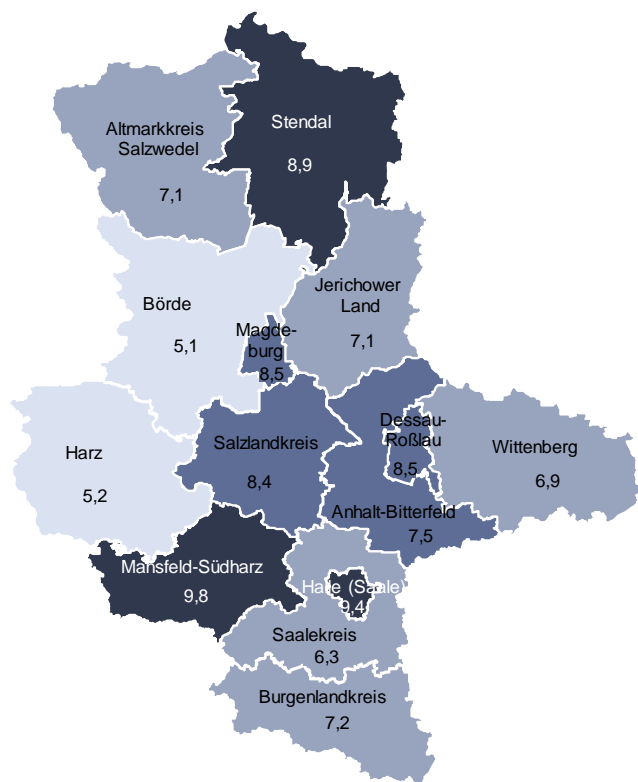 Stendal
8,9
Altmarkkreis
Salzwedel
7,1
Jerichower
Land
7,1
Börde
5,1
Magde-
burg
8,5
Dessau-
Roßlau
8,5
Salzlandkreis
8,4
Wittenberg
6,9
Harz
5,2
Anhalt-Bitterfeld
7,5
Mansfeld-Südharz
9,8
Halle (Saale)
9,4
Saalekreis
6,3
Burgenlandkreis
7,2